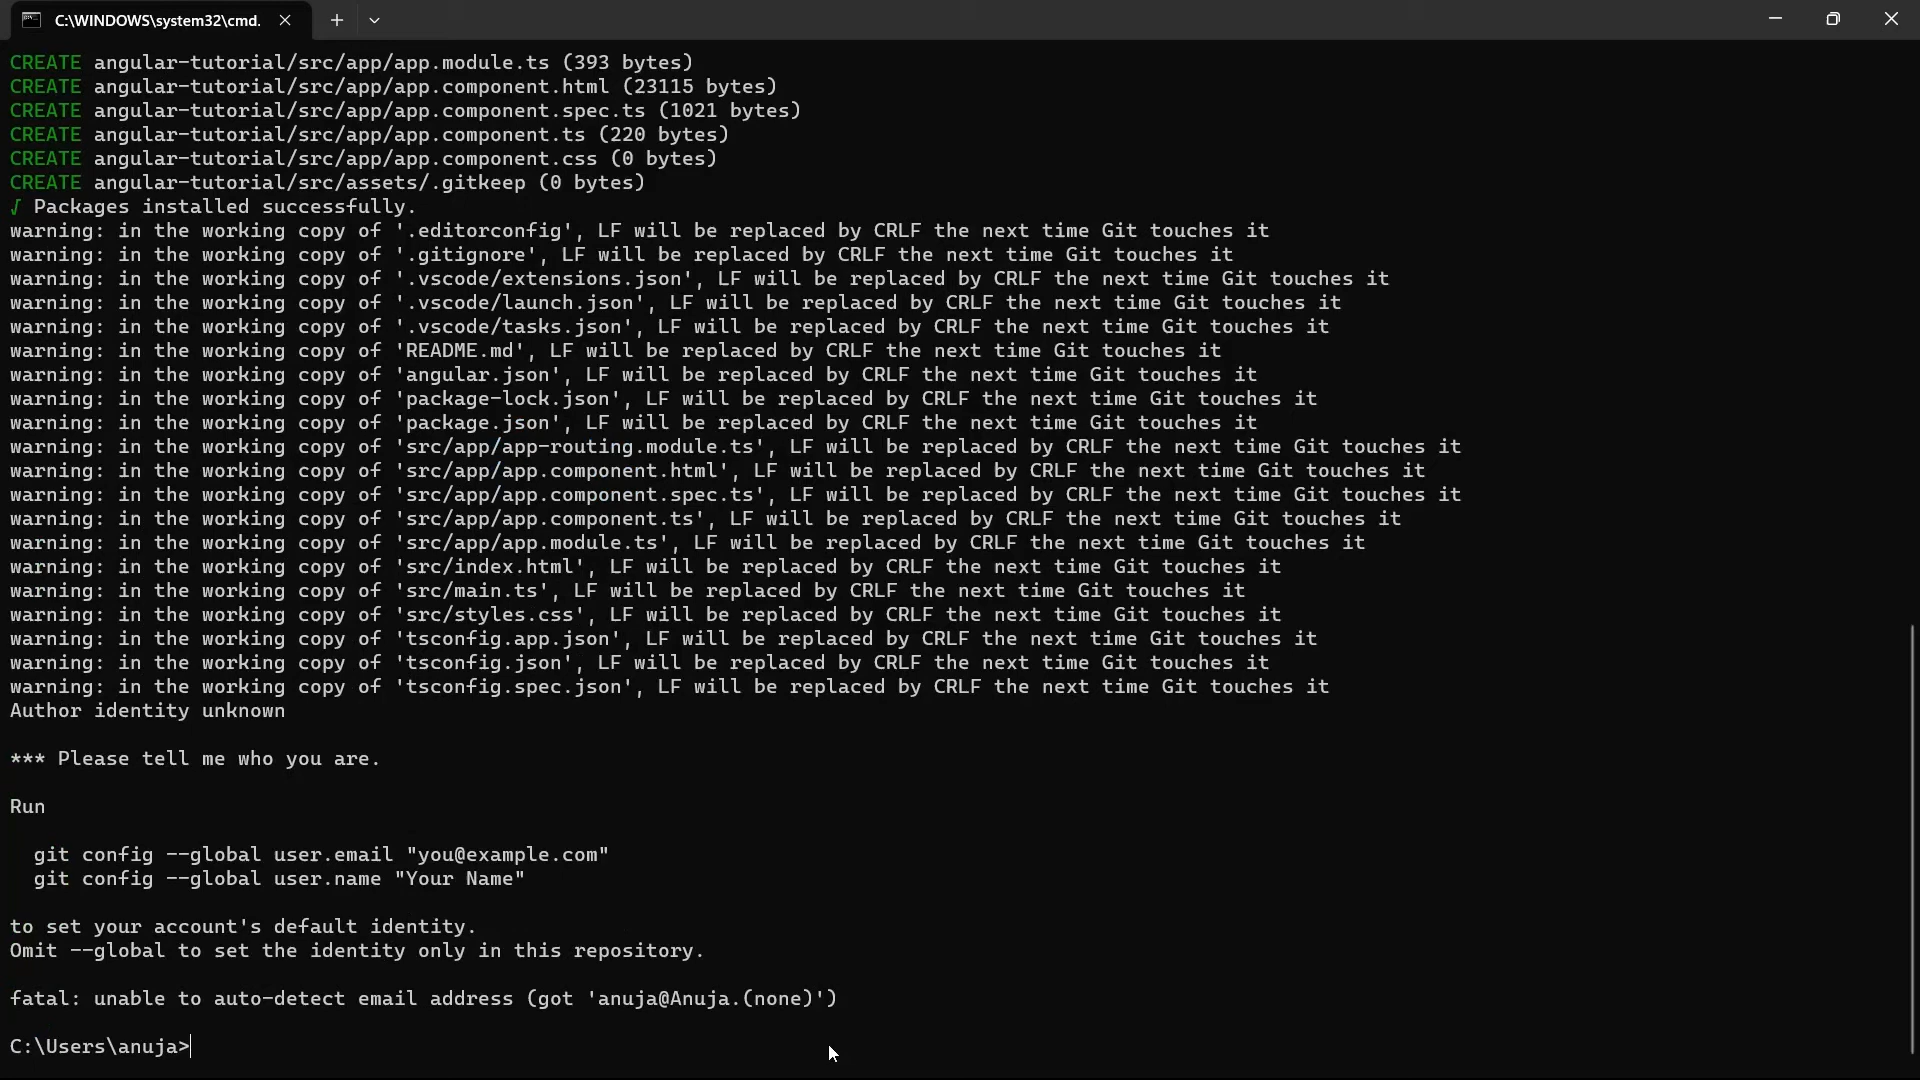 C:\WINDOWS\system32\cmd.
CREATE angular-tutorial/src/app/app.module.ts (393 bytes)
CREATE angular-tutorial/src/app/app.component.html (23115 bytes)
CREATE angular-tutorial/src/app/app.component.spec.ts (1021 bytes)
CREATE angular-tutorial/src/app/app.component.ts (220 bytes)
CREATE angular-tutorial/src/app/app.component.css (0 bytes)
CREATE angular-tutorial/src/assets/.gitkeep (0 bytes)
√ Packages installed successfully.
warning: in the working copy of '.editorconfig', LF will be replaced by CRLF the next time Git touches it
warning: in the working copy of '.gitignore', LF will be replaced by CRLF the next time Git touches it
warning: in the working copy of '.vscode/extensions.json', LF will be replaced by CRLF the next time Git touches it
warning: in the working copy of '.vscode/launch.json', LF will be replaced by CRLF the next time Git touches it
warning: in the working copy of '.vscode/tasks.json', LF will be replaced by CRLF the next time Git touches it
warning: in the working copy of 'README.md', LF will be replaced by CRLF the next time Git touches it
warning: in the working copy of 'angular.json', LF will be replaced by CRLF the next time Git touches it
warning: in the working copy of 'package-lock.json', LF will be replaced by CRLF the next time Git touches it
warning: in the working copy of 'package.json', LF will be replaced by CRLF the next time Git touches it
warning: in the working copy of 'src/app/app-routing.module.ts', LF will be replaced by CRLF the next time Git touches it
warning: in the working copy of 'src/app/app.component.html', LF will be replaced by CRLF the next time Git touches it
warning: in the working copy of 'src/app/app.component.spec.ts', LF will be replaced by CRLF the next time Git touches it
warning: in the working copy of 'src/app/app.component.ts', LF will be replaced by CRLF the next time Git touches it
warning: in the working copy of 'src/app/app.module.ts', LF will be replaced by CRLF the next time Git touches it
warning: in the working copy of 'src/index.html', LF will be replaced by CRLF the next time Git touches it
warning: in the working copy of 'src/main.ts', LF will be replaced by CRLF the next time Git touches it
warning: in the working copy of 'src/styles.css', LF will be replaced by CRLF the next time Git touches it
warning: in the working copy of 'tsconfig.app.json', LF will be replaced by CRLF the next time Git touches it
warning: in the working copy of 'tsconfig.json', LF will be replaced by CRLF the next time Git touches it
warning: in the working copy of 'tsconfig.spec.json', LF will be replaced by CRLF the next time Git touches it
Author identity unknown
*** Please tell me who you are.
Run
git config --global user.email "you@example.com"
git config --global user.name "Your Name"
to set your account's default identity.
Omit --global to set the identity only in this repository.
fatal: unable to auto-detect email address (got 'anuja@Anuja.(none)')
C:\Users\anuja>